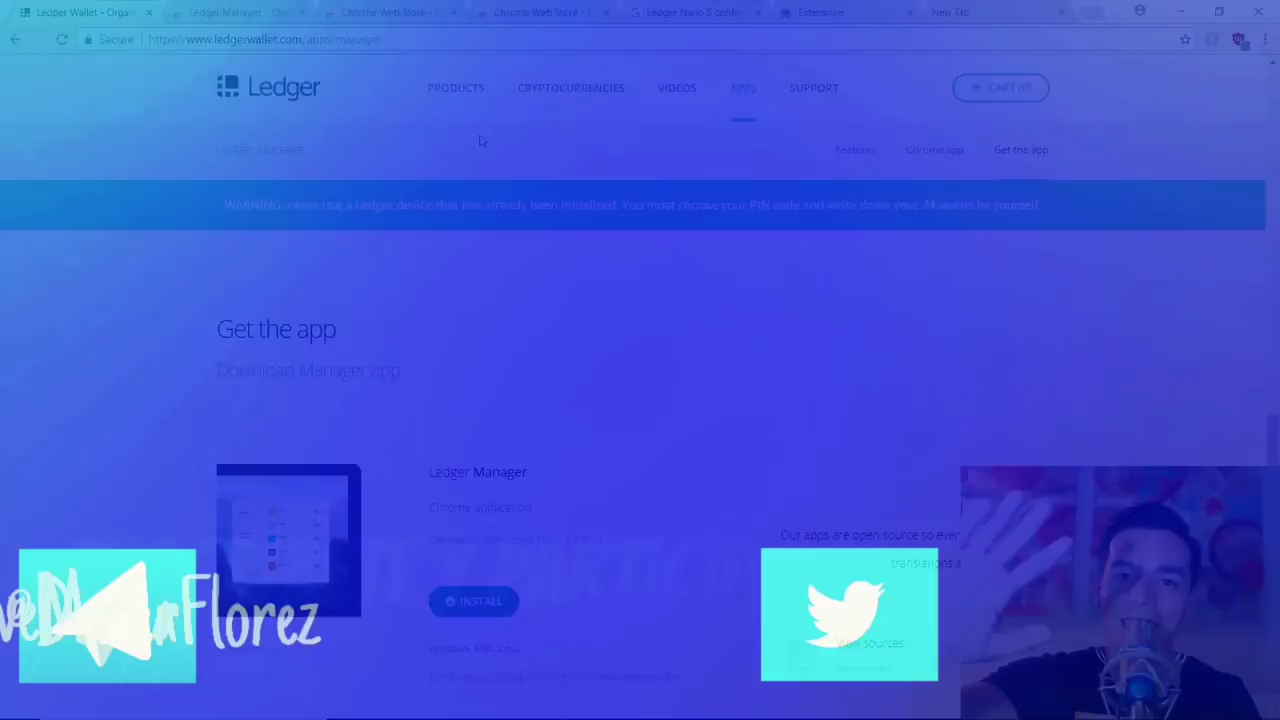 Ledger Wallet - Orga
Ledger Manager - Ch
Chrome Web Store -
Chrome Web Store -
Ledger Nano S confi
Extensions
New Tab
Secure
https://www.ledgerwallet.com/apps/manager
Ledger
PRODUCTS
CRYPTOCURRENCIES
VIDEOS
APPS
SUPPORT
CART (0)
Ledger Manager
Features
Chrome app
Get the app
WARNING: never use a Ledger device that has already been initialized. You must choose your PIN code and write down your 24 words by yourself.
Get the app
Download Manager app
Ledger Manager
Chrome application
Our apps are open source so ever
translations a
INSTALL
Florez
View sources
Windows, Mac Linux